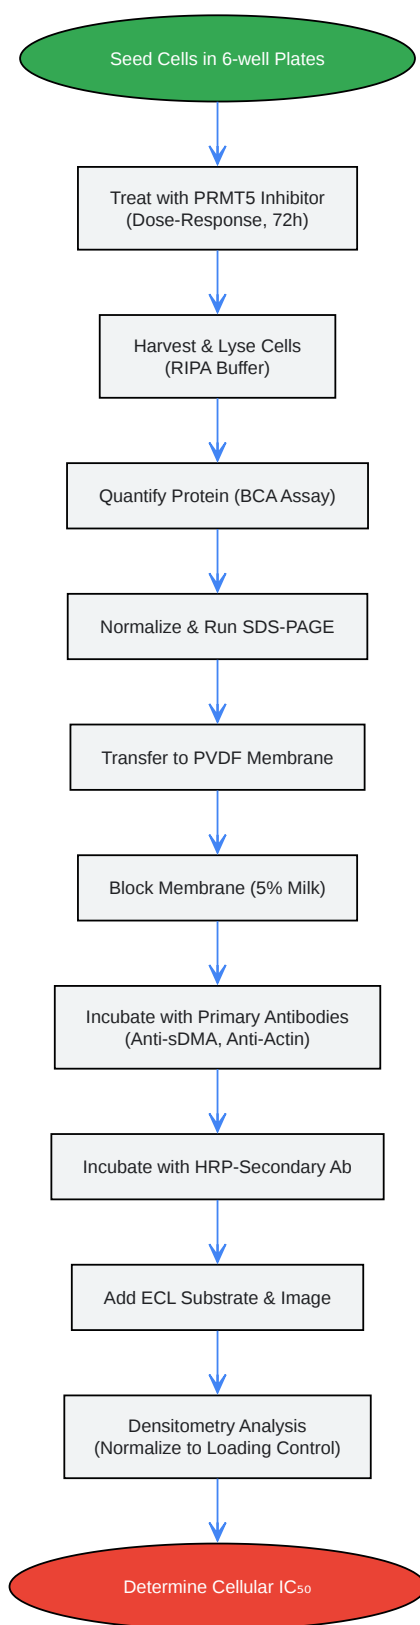 Seed Cells in 6-well Plates
Treat with PRMT5 Inhibitor
(Dose-Response, 72h)
Harvest & Lyse Cells
(RIPA Buffer)
Quantify Protein (BCA Assay)
Normalize & Run SDS-PAGE
Transfer to PVDF Membrane
Block Membrane (5% Milk)
Incubate with Primary Antibodies
(Anti-sDMA, Anti-Actin)
Incubate with HRP-Secondary Ab
Add ECL Substrate & Image
Densitometry Analysis
(Normalize to Loading Control)
Determine Cellular IC₅₀